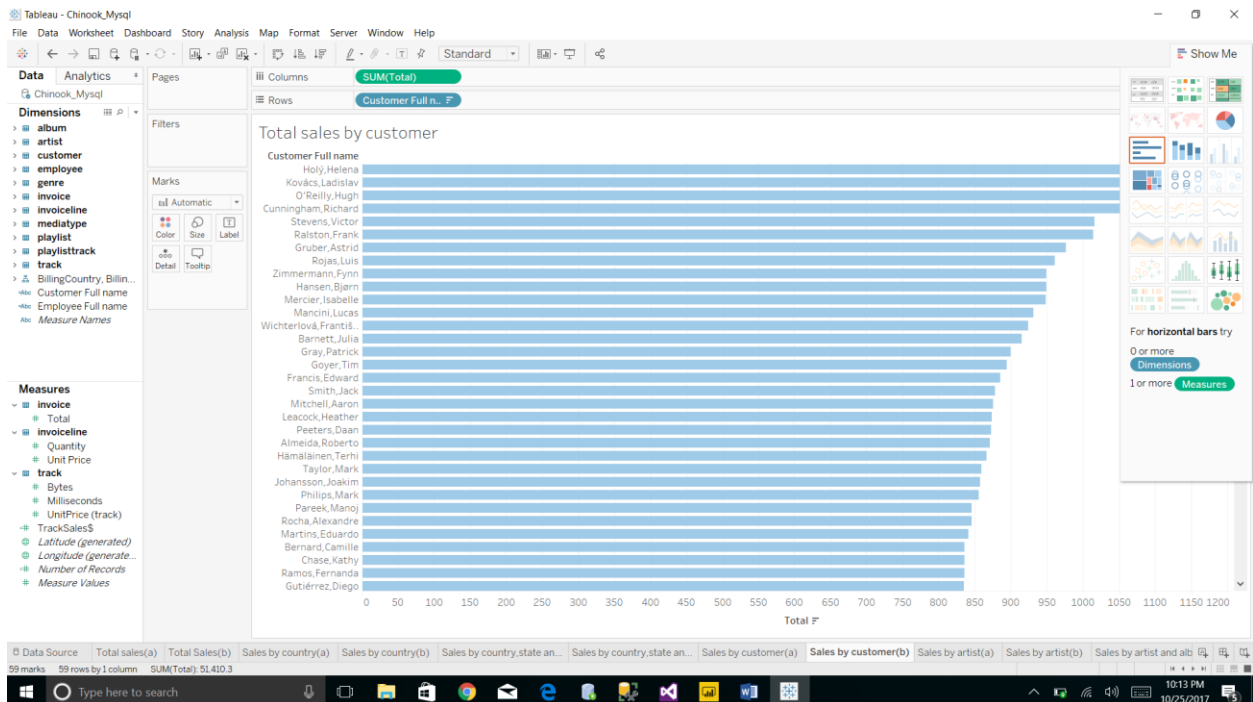 Tableau - Chinook_Mysql
File Data Worksheet Dashboard Story Analysis Map Format Server Window Help
Standard
Show Me
Data Analytics
Chinook_Mysql
Dimensions
album
artist
customer
employee
genre
invoice
invoiceline
mediatype
playlist
playlisttrack
track
BillingCountry, Billin...
Abc Customer Full name
Abc Employee Full name
Abc Measure Names
Measures
invoice
# Total
invoiceline
# Quantity
# Unit Price
track
# Bytes
# Milliseconds
# UnitPrice (track)
TrackSales$
Latitude (generated)
Longitude (generate...
Number of Records
# Measure Values
Pages
Filters
Marks
Automatic
Color Size Label
Detail Tooltip
Columns SUM(Total)
Rows Customer Full n..
Total sales by customer
Customer Full name
Holý,Helena
Kovács,Ladislav
O'Reilly,Hugh
Cunningham,Richard
Stevens,Victor
Ralston,Frank
Gruber,Astrid
Rojas,Luis
Zimmermann,Fynn
Hansen,Bjørn
Mercier,Isabelle
Mancini,Lucas
Wichterlová,Františ..
Barnett,Julia
Gray,Patrick
Goyer,Tim
Francis,Edward
Smith,Jack
Mitchell,Aaron
Leacock,Heather
Peeters,Daan
Almeida,Roberto
Hämäläinen,Terhi
Taylor,Mark
Johansson,Joakim
Philips,Mark
Pareek,Manoj
Rocha,Alexandre
Martins,Eduardo
Bernard,Camille
Chase,Kathy
Ramos,Fernanda
Gutiérrez,Diego
0 50 100 150 200 250 300 350 400 450 500 550 600 650 700 750 800 850 900 950 1000 1050 1100 1150 1200
Total
For horizontal bars try
0 or more
Dimensions
1 or more Measures
Data Source Total sales(a) Total Sales(b) Sales by country(a) Sales by country(b) Sales by country,state an... Sales by country,state an... Sales by customer(a) Sales by customer(b) Sales by artist(a) Sales by artist(b) Sales by artist and alb
59 marks 59 rows by 1 column SUM(Total): 51,410.3
Type here to search
10:13 PM
10/25/2017
5